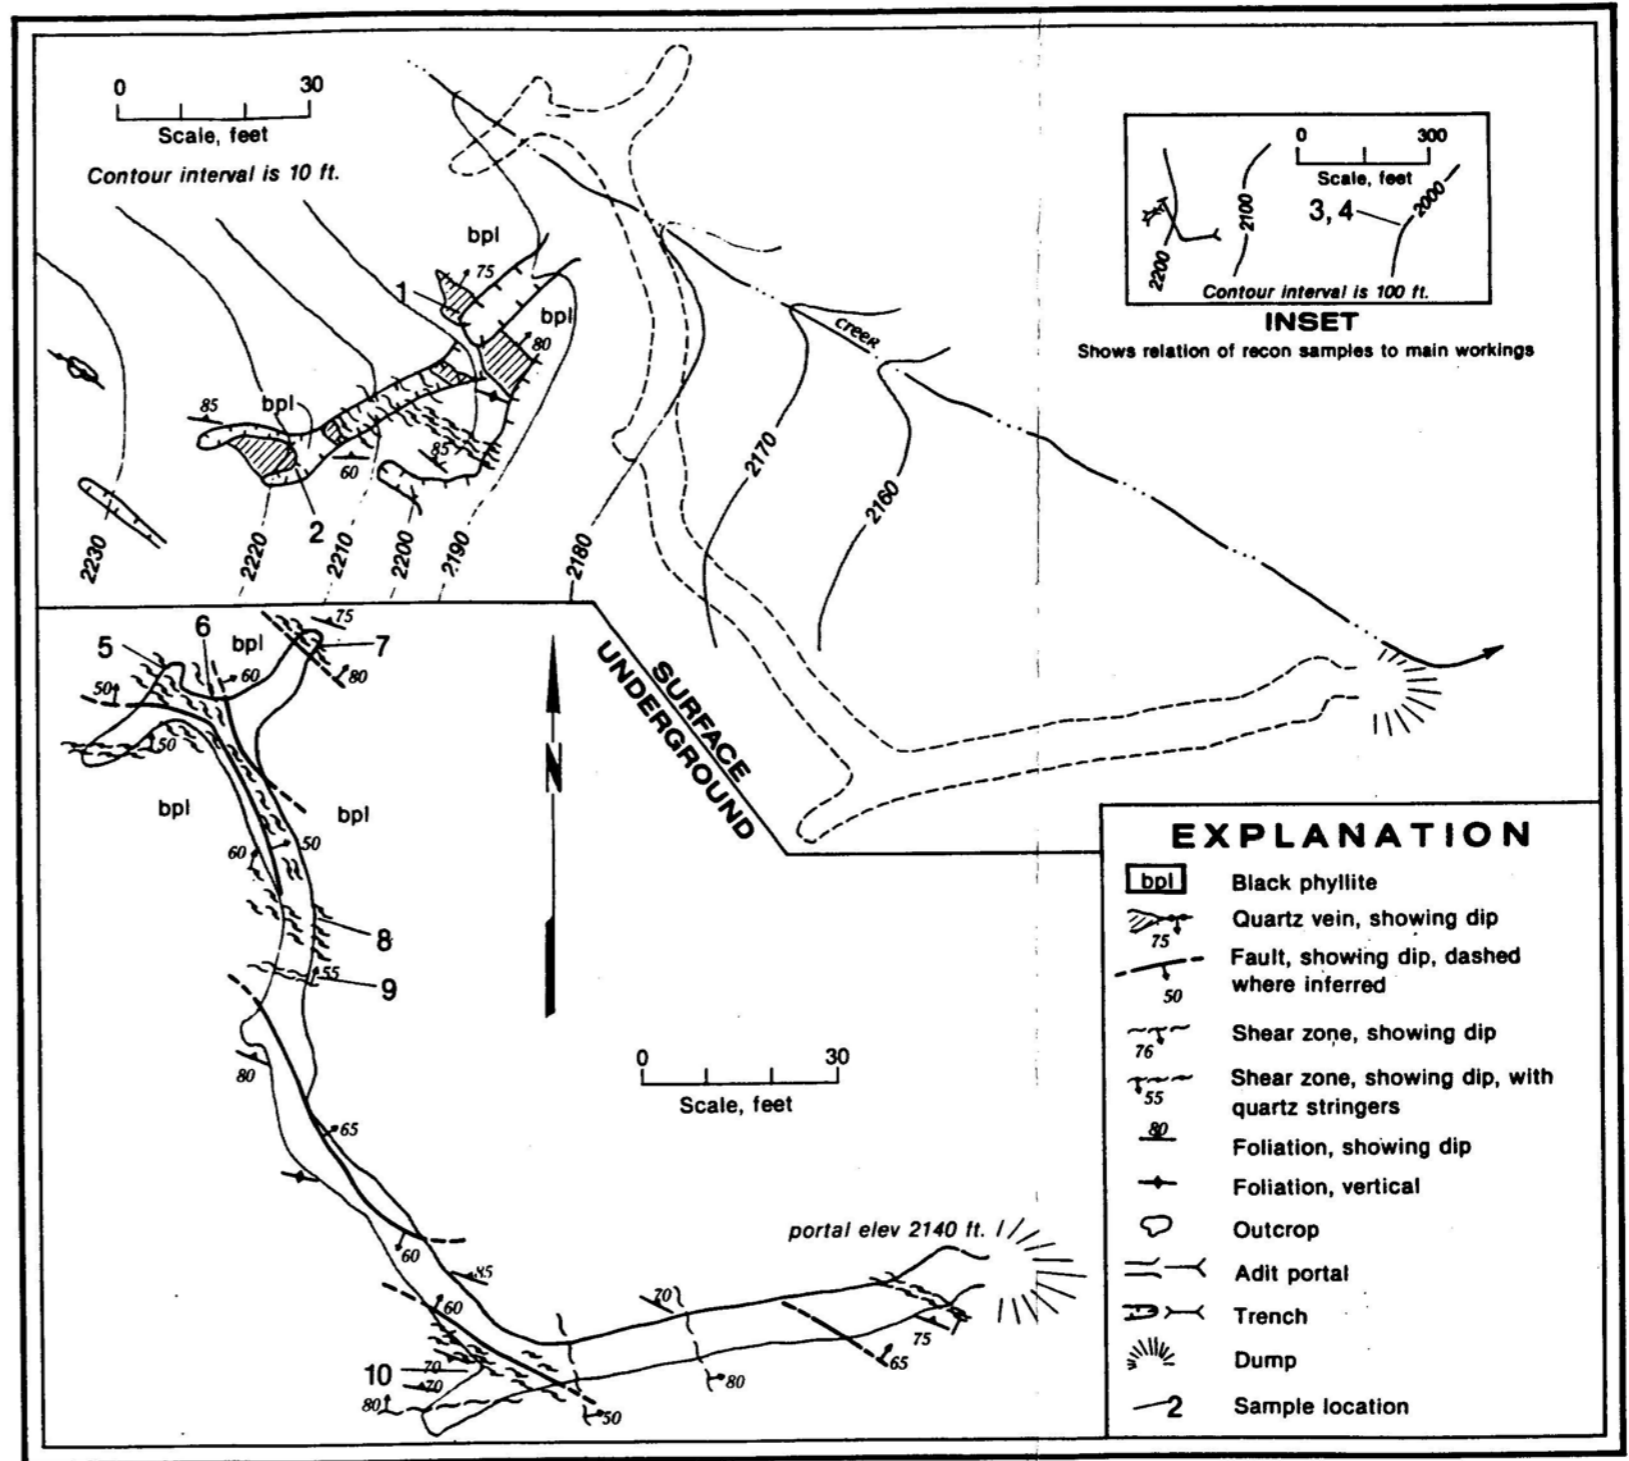 0 30
Scale, feet
Contour interval is 10 ft.
bpl
75
1
bpl
80
85
bpl
60
85
2
2230
2220
2210
2200
2190
2180
2170
2160
creek
0 300
Scale, feet
3, 4
2000
2100
2200
Contour interval is 100 ft.
INSET
Shows relation of recon samples to main workings
SURFACE
UNDERGROUND
N
5
6
bpl
75
7
60
80
50
50
bpl
bpl
60
50
8
55
9
80
65
0 30
Scale, feet
60
85
60
portal elev 2140 ft.
70
75
65
80
10
70
70
80
50
EXPLANATION
bpl Black phyllite
75 Quartz vein, showing dip
50 Fault, showing dip, dashed
where inferred
76 Shear zone, showing dip
55 Shear zone, showing dip, with
quartz stringers
80 Foliation, showing dip
Foliation, vertical
Outcrop
Adit portal
Trench
Dump
2 Sample location